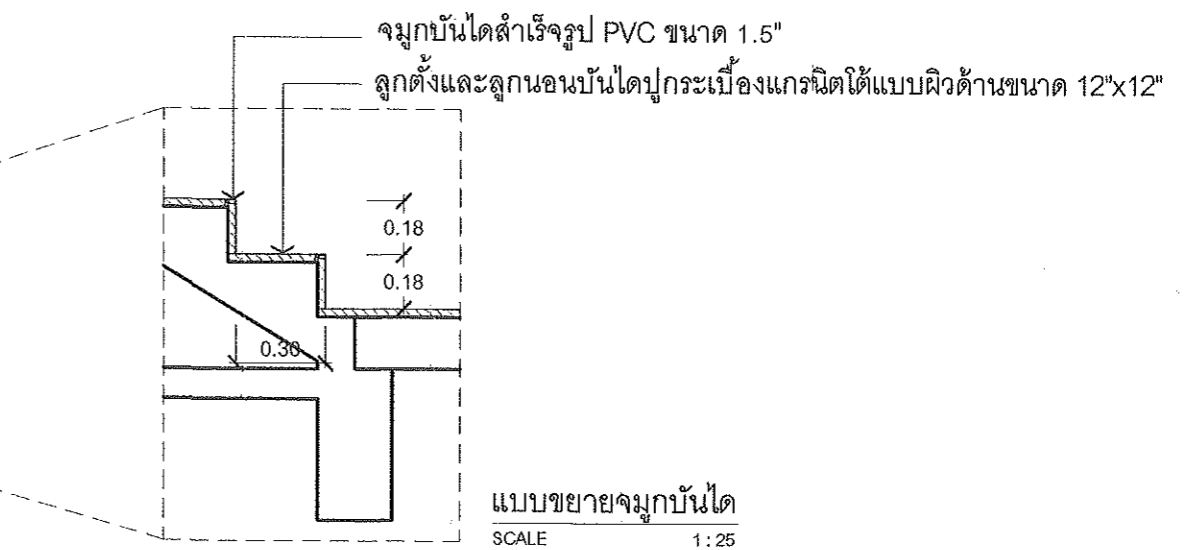 จมูกบันไดสำเร็จรูป PVC ขนาด 1.5"
ลูกตั้งและลูกนอนบันไดปูกระเบื้องแกรนิตโต้แบบผิวด้านขนาด 12"x12"
0.18
0.18
0.30
แบบขยายจมูกบันได
SCALE 1:25